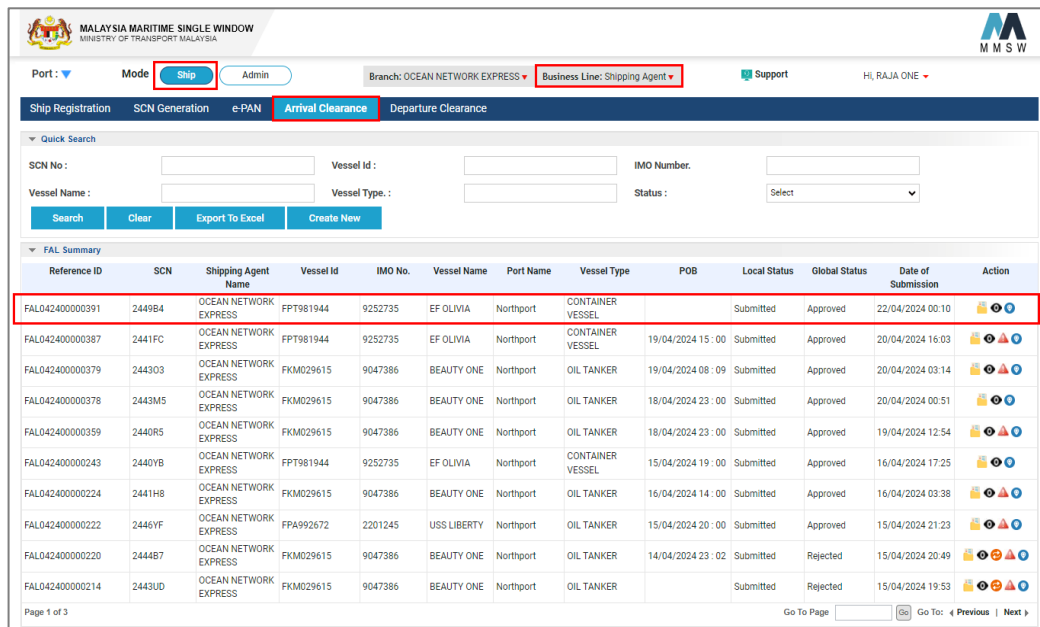 MALAYSIA MARITIME SINGLE WINDOW
MINISTRY OF TRANSPORT MALAYSIA
MMSW
Port : Mode Ship Admin Branch: OCEAN NETWORK EXPRESS Business Line: Shipping Agent Support Hi, RAJA ONE
Ship Registration SCN Generation e-PAN Arrival Clearance Departure Clearance
Quick Search
SCN No : Vessel Id : IMO Number.
Vessel Name : Vessel Type. : Status : Select
Search Clear Export To Excel Create New
FAL Summary
Reference ID SCN Shipping Agent Name Vessel Id IMO No. Vessel Name Port Name Vessel Type POB Local Status Global Status Date of Submission Action
FAL042400000391 2449B4 OCEAN NETWORK EXPRESS FPT981944 9252735 EF OLIVIA Northport CONTAINER VESSEL Submitted Approved 22/04/2024 00:10
FAL042400000387 2441FC OCEAN NETWORK EXPRESS FPT981944 9252735 EF OLIVIA Northport CONTAINER VESSEL 19/04/2024 15 : 00 Submitted Approved 20/04/2024 16:03
FAL042400000379 244303 OCEAN NETWORK EXPRESS FKM029615 9047386 BEAUTY ONE Northport OIL TANKER 19/04/2024 08 : 09 Submitted Approved 20/04/2024 03:14
FAL042400000378 2443M5 OCEAN NETWORK EXPRESS FKM029615 9047386 BEAUTY ONE Northport OIL TANKER 18/04/2024 23 : 00 Submitted Approved 20/04/2024 00:51
FAL042400000359 2440R5 OCEAN NETWORK EXPRESS FKM029615 9047386 BEAUTY ONE Northport OIL TANKER 18/04/2024 23 : 00 Submitted Approved 19/04/2024 12:54
FAL042400000243 2440YB OCEAN NETWORK EXPRESS FPT981944 9252735 EF OLIVIA Northport CONTAINER VESSEL 15/04/2024 19 : 00 Submitted Approved 16/04/2024 17:25
FAL042400000224 2441H8 OCEAN NETWORK EXPRESS FKM029615 9047386 BEAUTY ONE Northport OIL TANKER 16/04/2024 14 : 00 Submitted Approved 16/04/2024 03:38
FAL042400000222 2446YF OCEAN NETWORK EXPRESS FPA992672 2201245 USS LIBERTY Northport OIL TANKER 15/04/2024 20 : 00 Submitted Approved 15/04/2024 21:23
FAL042400000220 2444B7 OCEAN NETWORK EXPRESS FKM029615 9047386 BEAUTY ONE Northport OIL TANKER 14/04/2024 23 : 02 Submitted Rejected 15/04/2024 20:49
FAL042400000214 2443UD OCEAN NETWORK EXPRESS FKM029615 9047386 BEAUTY ONE Northport OIL TANKER Submitted Rejected 15/04/2024 19:53
Page 1 of 3 Go To Page Go Go To: Previous | Next